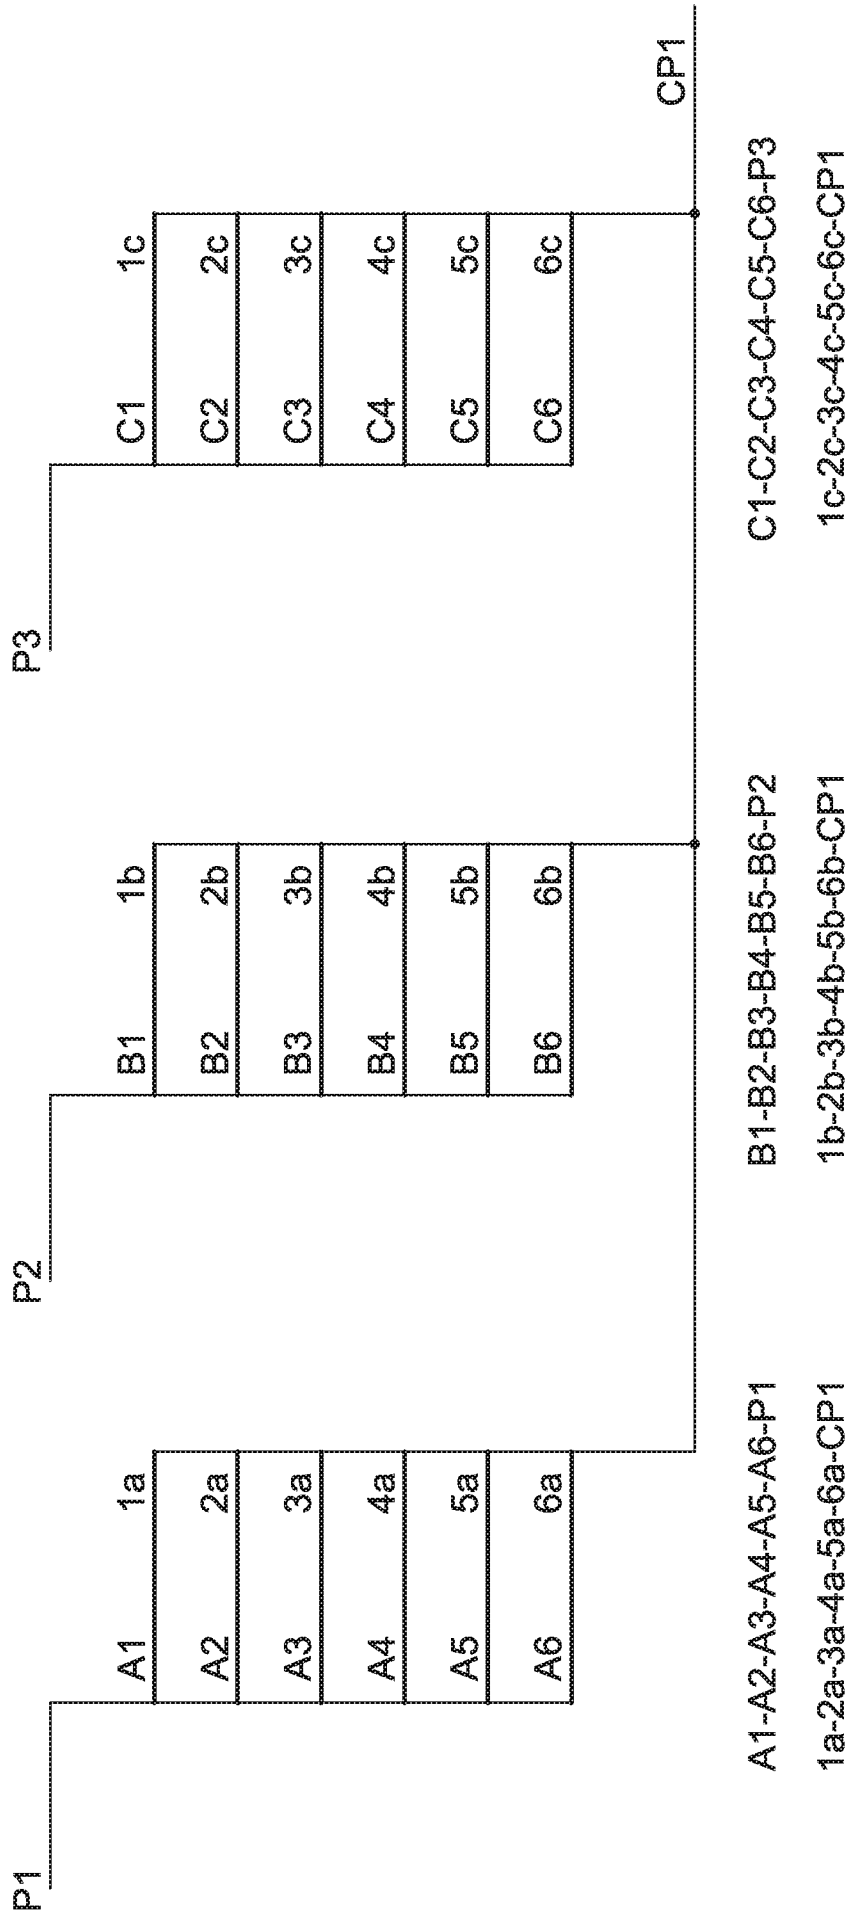 P1
P2
P3
A1 1a
A2 2a
A3 3a
A4 4a
A5 5a
A6 6a
B1 1b
B2 2b
B3 3b
B4 4b
B5 5b
B6 6b
C1 1c
C2 2c
C3 3c
C4 4c
C5 5c
C6 6c
CP1
A1-A2-A3-A4-A5-A6-P1
1a-2a-3a-4a-5a-6a-CP1
B1-B2-B3-B4-B5-B6-P2
1b-2b-3b-4b-5b-6b-CP1
C1-C2-C3-C4-C5-C6-P3
1c-2c-3c-4c-5c-6c-CP1